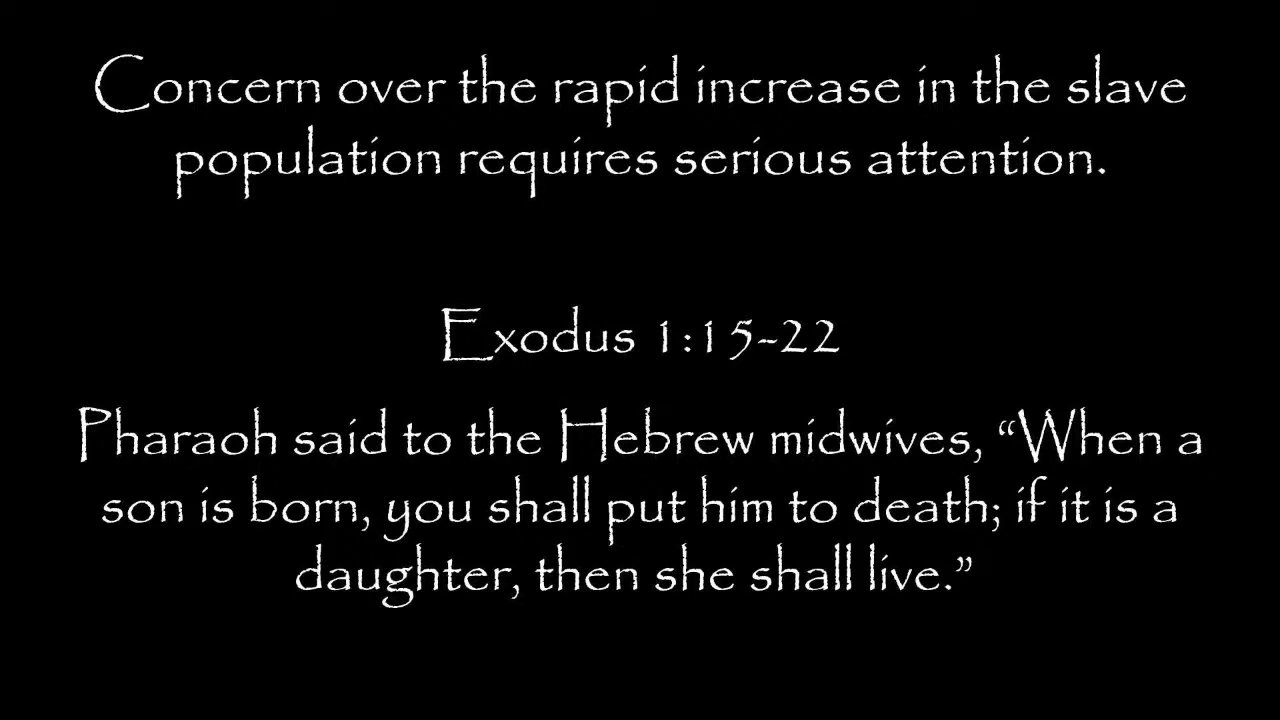 Concern over the rapid increase in the slave
population requires serious attention.
Exodus 1:15-22
Pharaoh said to the Hebrew midwives, “When a
son is born, you shall put him to death; if it is a
daughter, then she shall live.”